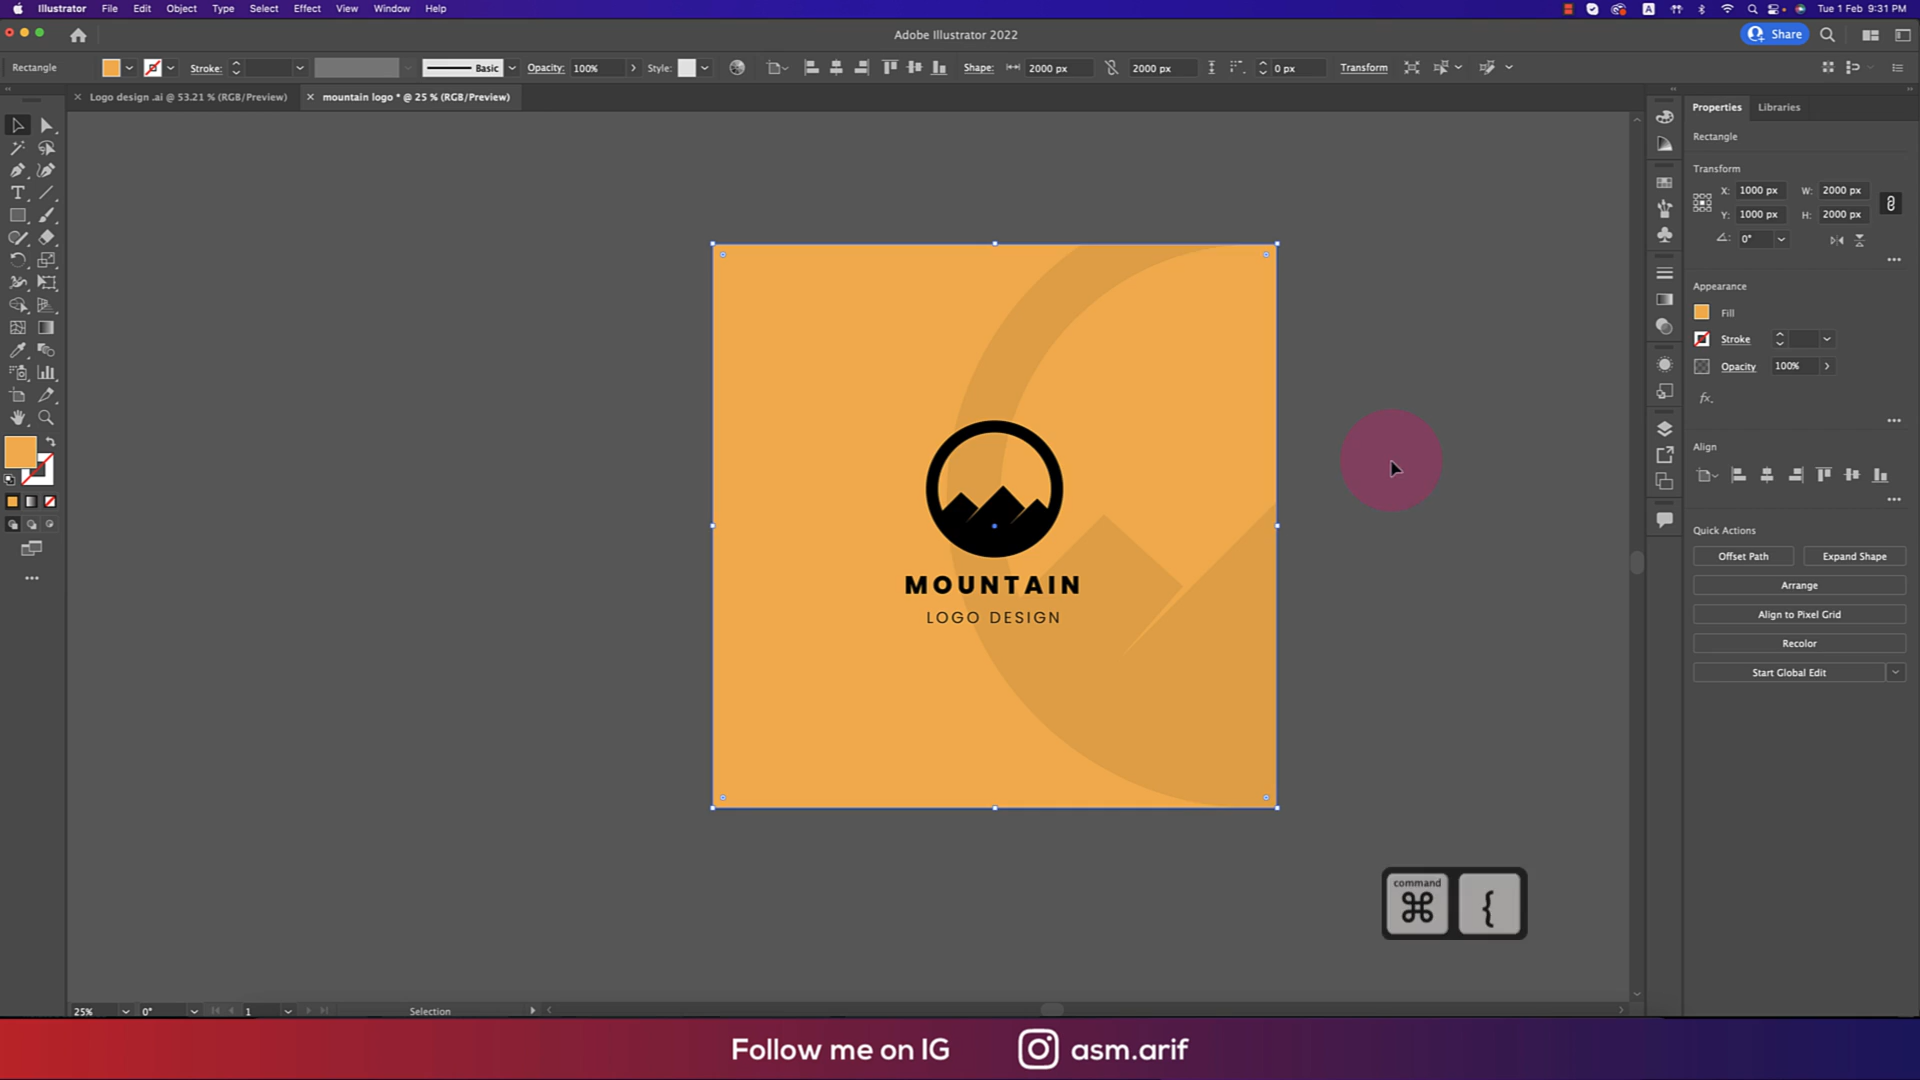 Illustrator File Edit Object Type Select Effect View Window Help
A Tue 1 Feb 9:31 PM
Adobe Illustrator 2022
Share
Rectangle Stroke: Basic Opacity: 100% Style: Shape: 2000 px 2000 px 0 px Transform
Logo design .ai @ 53.21 % (RGB/Preview) mountain logo * @ 25 % (RGB/Preview)
Properties Libraries
Rectangle
Transform
X: 1000 px W: 2000 px
Y: 1000 px H: 2000 px
0°
Appearance
Fill
Stroke
Opacity 100%
fx.
Align
Quick Actions
Offset Path Expand Shape
Arrange
Align to Pixel Grid
Recolor
Start Global Edit
MOUNTAIN
LOGO DESIGN
command
⌘ {
25% 0° 1 Selection
Follow me on IG asm.arif